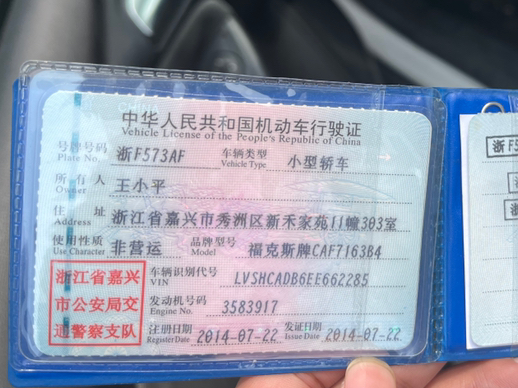 CHINA
中华人民共和国机动车行驶证
Vehicle License of the People's Republic of China
号牌号码 浙F573AF 车辆类型 小型轿车
Plate No. Vehicle Type
所有人 王小平
Owner
住址 浙江省嘉兴市秀洲区新禾家苑11幢303室
Address
使用性质 非营运 品牌型号 福克斯牌CAF7163B4
Use Character Model
浙江省嘉兴
市公安局交
通警察支队
车辆识别代号 LVSHCADB6EE662285
VIN
发动机号码 3583917
Engine No.
注册日期 2014-07-22 发证日期 2014-07-22
Register Date Issue Date
浙F5